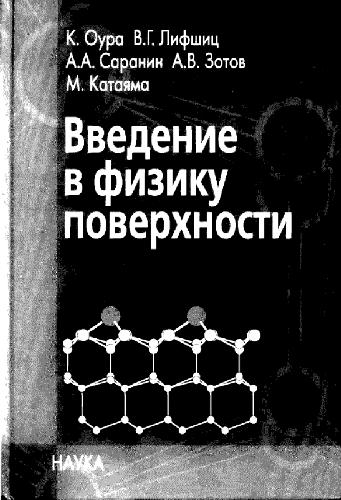 К. Оура В.Г. Лифшиц
А.А. Саранин А.В. Зотов
М. Катаяма
Введение
в физику
поверхности
НАУКА